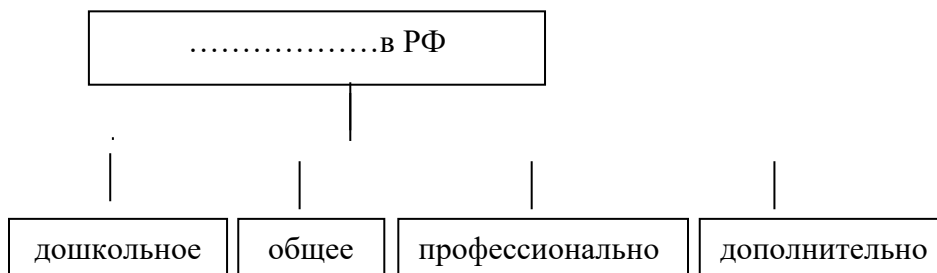 ………………в РФ
дошкольное
общее
профессионально
дополнительно